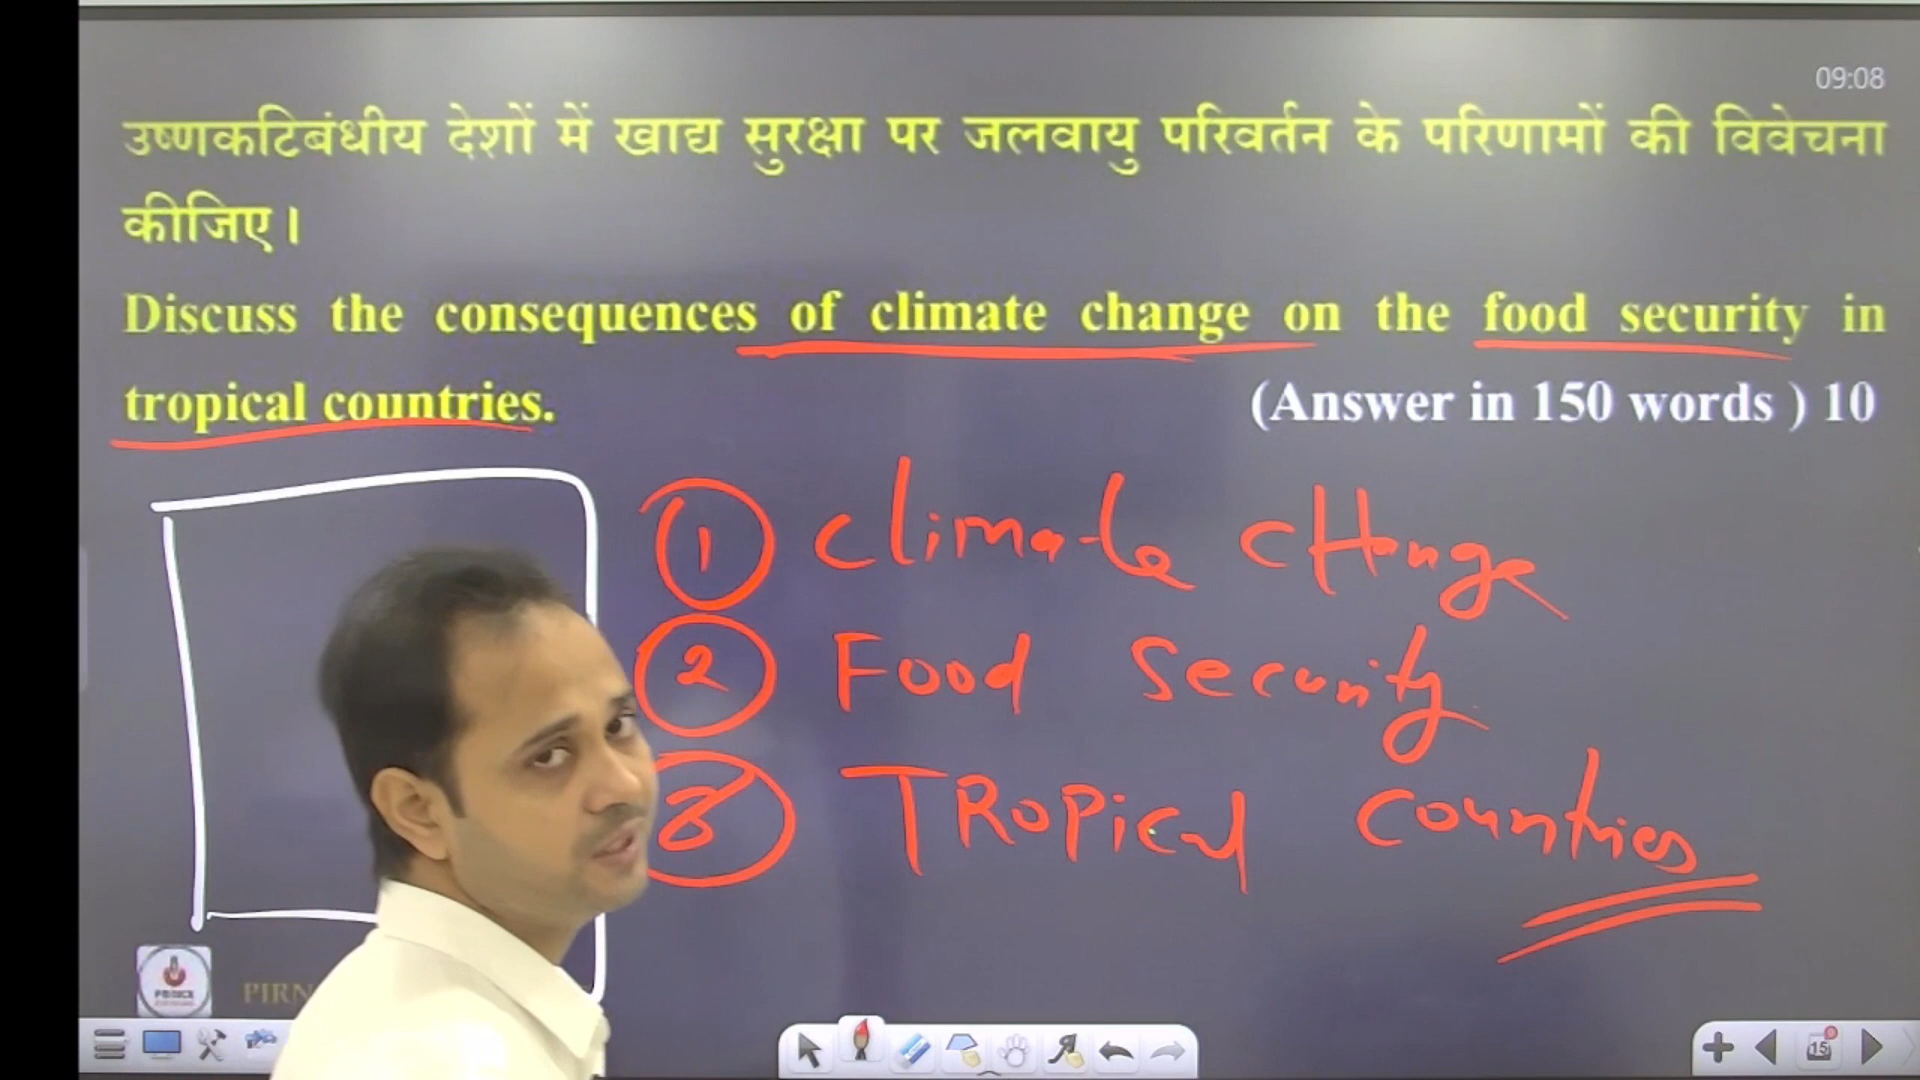 09:08
उष्णकटिबंधीय देशों में खाद्य सुरक्षा पर जलवायु परिवर्तन के परिणामों की विवेचना
कीजिए।
Discuss the consequences of climate change on the food security in
tropical countries. (Answer in 150 words ) 10
1 Climate CHange
2 Food Security
3 TROPical Countries
PIRN
15